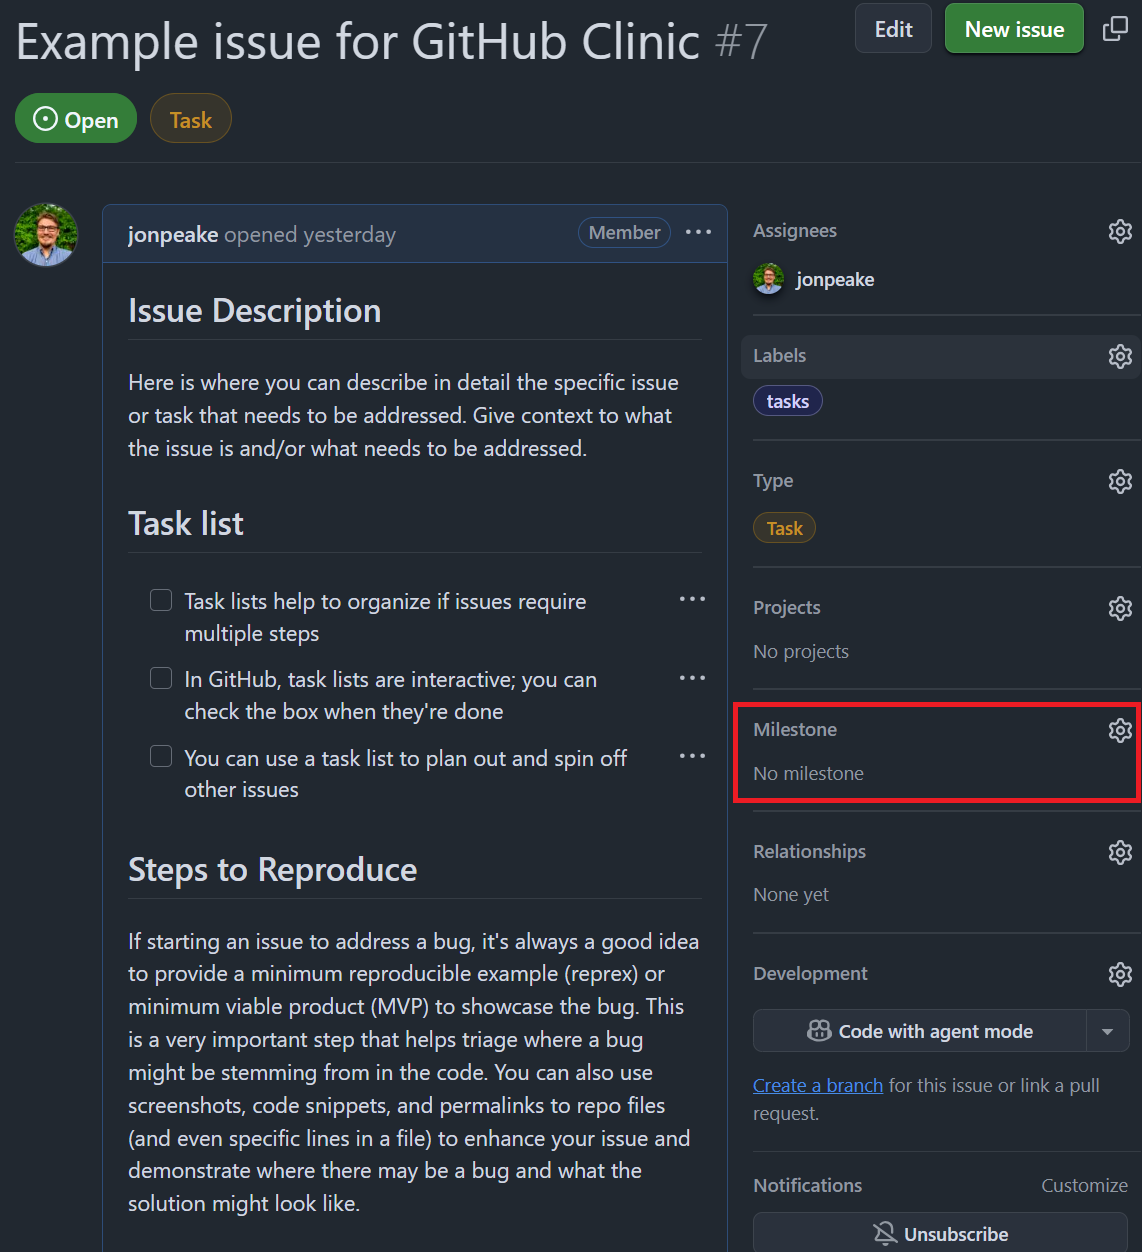 Example issue for GitHub Clinic #7
Edit
New issue
Open
Task
jonpeake opened yesterday
Member
Issue Description
Here is where you can describe in detail the specific issue
or task that needs to be addressed. Give context to what
the issue is and/or what needs to be addressed.
Task list
Task lists help to organize if issues require
multiple steps
In GitHub, task lists are interactive; you can
check the box when they're done
You can use a task list to plan out and spin off
other issues
Steps to Reproduce
If starting an issue to address a bug, it's always a good idea
to provide a minimum reproducible example (reprex) or
minimum viable product (MVP) to showcase the bug. This
is a very important step that helps triage where a bug
might be stemming from in the code. You can also use
screenshots, code snippets, and permalinks to repo files
(and even specific lines in a file) to enhance your issue and
demonstrate where there may be a bug and what the
solution might look like.
Assignees
jonpeake
Labels
tasks
Type
Task
Projects
No projects
Milestone
No milestone
Relationships
None yet
Development
Code with agent mode
Create a branch for this issue or link a pull
request.
Notifications
Customize
Unsubscribe